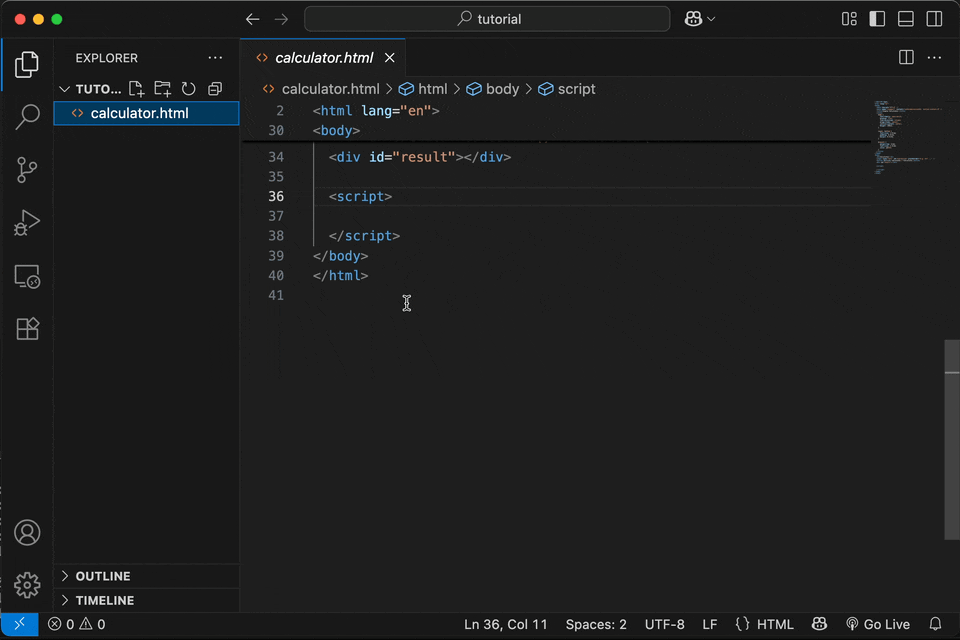 tutorial
EXPLORER
TUTO...
calculator.html
calculator.html
calculator.html > html > body > script
2 <html lang="en">
30 <body>
34 <div id="result"></div>
35
36 <script>
37
38 </script>
39 </body>
40 </html>
41
OUTLINE
TIMELINE
0 0 Ln 36, Col 11 Spaces: 2 UTF-8 LF {} HTML Go Live